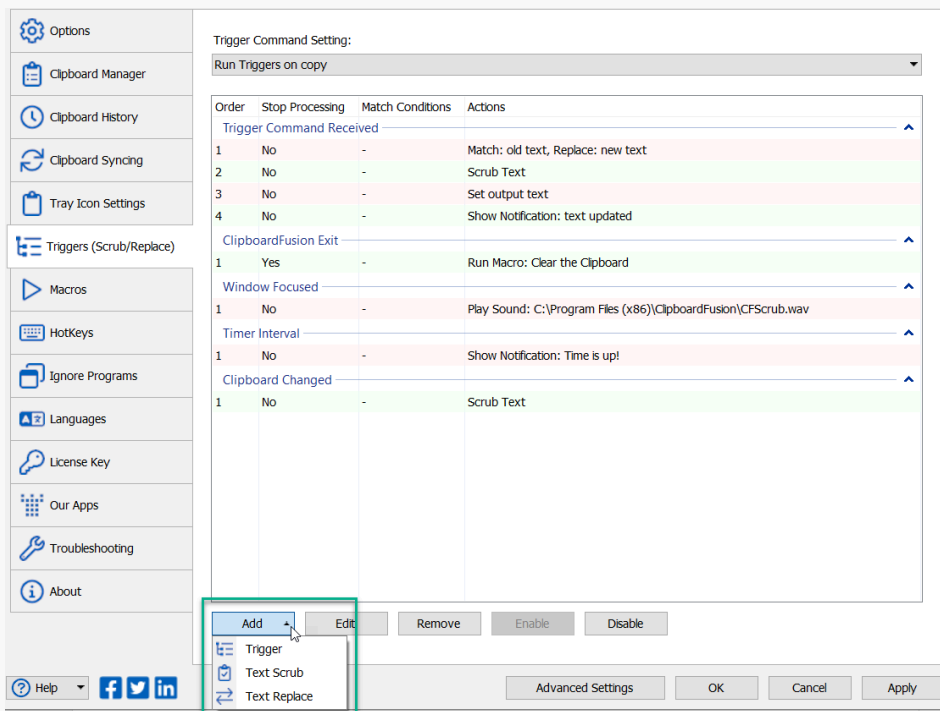 Options
Clipboard Manager
Clipboard History
Clipboard Syncing
Tray Icon Settings
Triggers (Scrub/Replace)
Macros
HotKeys
Ignore Programs
Languages
License Key
Our Apps
Troubleshooting
About
Help
Trigger Command Setting:
Run Triggers on copy
Order Stop Processing Match Conditions Actions
Trigger Command Received
1 No - Match: old text, Replace: new text
2 No - Scrub Text
3 No - Set output text
4 No - Show Notification: text updated
ClipboardFusion Exit
1 Yes - Run Macro: Clear the Clipboard
Window Focused
1 No - Play Sound: C:\Program Files (x86)\ClipboardFusion\CFScrub.wav
Timer Interval
1 No - Show Notification: Time is up!
Clipboard Changed
1 No - Scrub Text
Add Edit Remove Enable Disable
Trigger
Text Scrub
Text Replace
Advanced Settings OK Cancel Apply